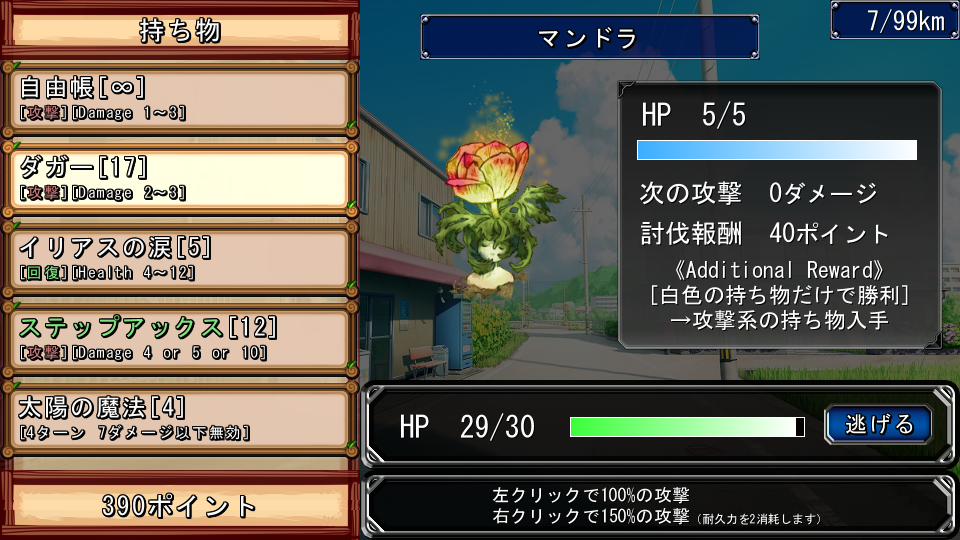 持ち物
自由帳[∞]
[攻撃][Damage 1～3]
ダガー[17]
[攻撃][Damage 2～3]
イリアスの涙[5]
[回復][Health 4～12]
ステップアックス[12]
[攻撃][Damage 4 or 5 or 10]
太陽の魔法[4]
[4ターン 7ダメージ以下無効]
390ポイント
マンドラ
7/99km
HP 5/5
次の攻撃 0ダメージ
討伐報酬 40ポイント
《Additional Reward》
[白色の持ち物だけで勝利]
→攻撃系の持ち物入手
HP 29/30
逃げる
左クリックで100%の攻撃
右クリックで150%の攻撃 (耐久力を2消耗します)